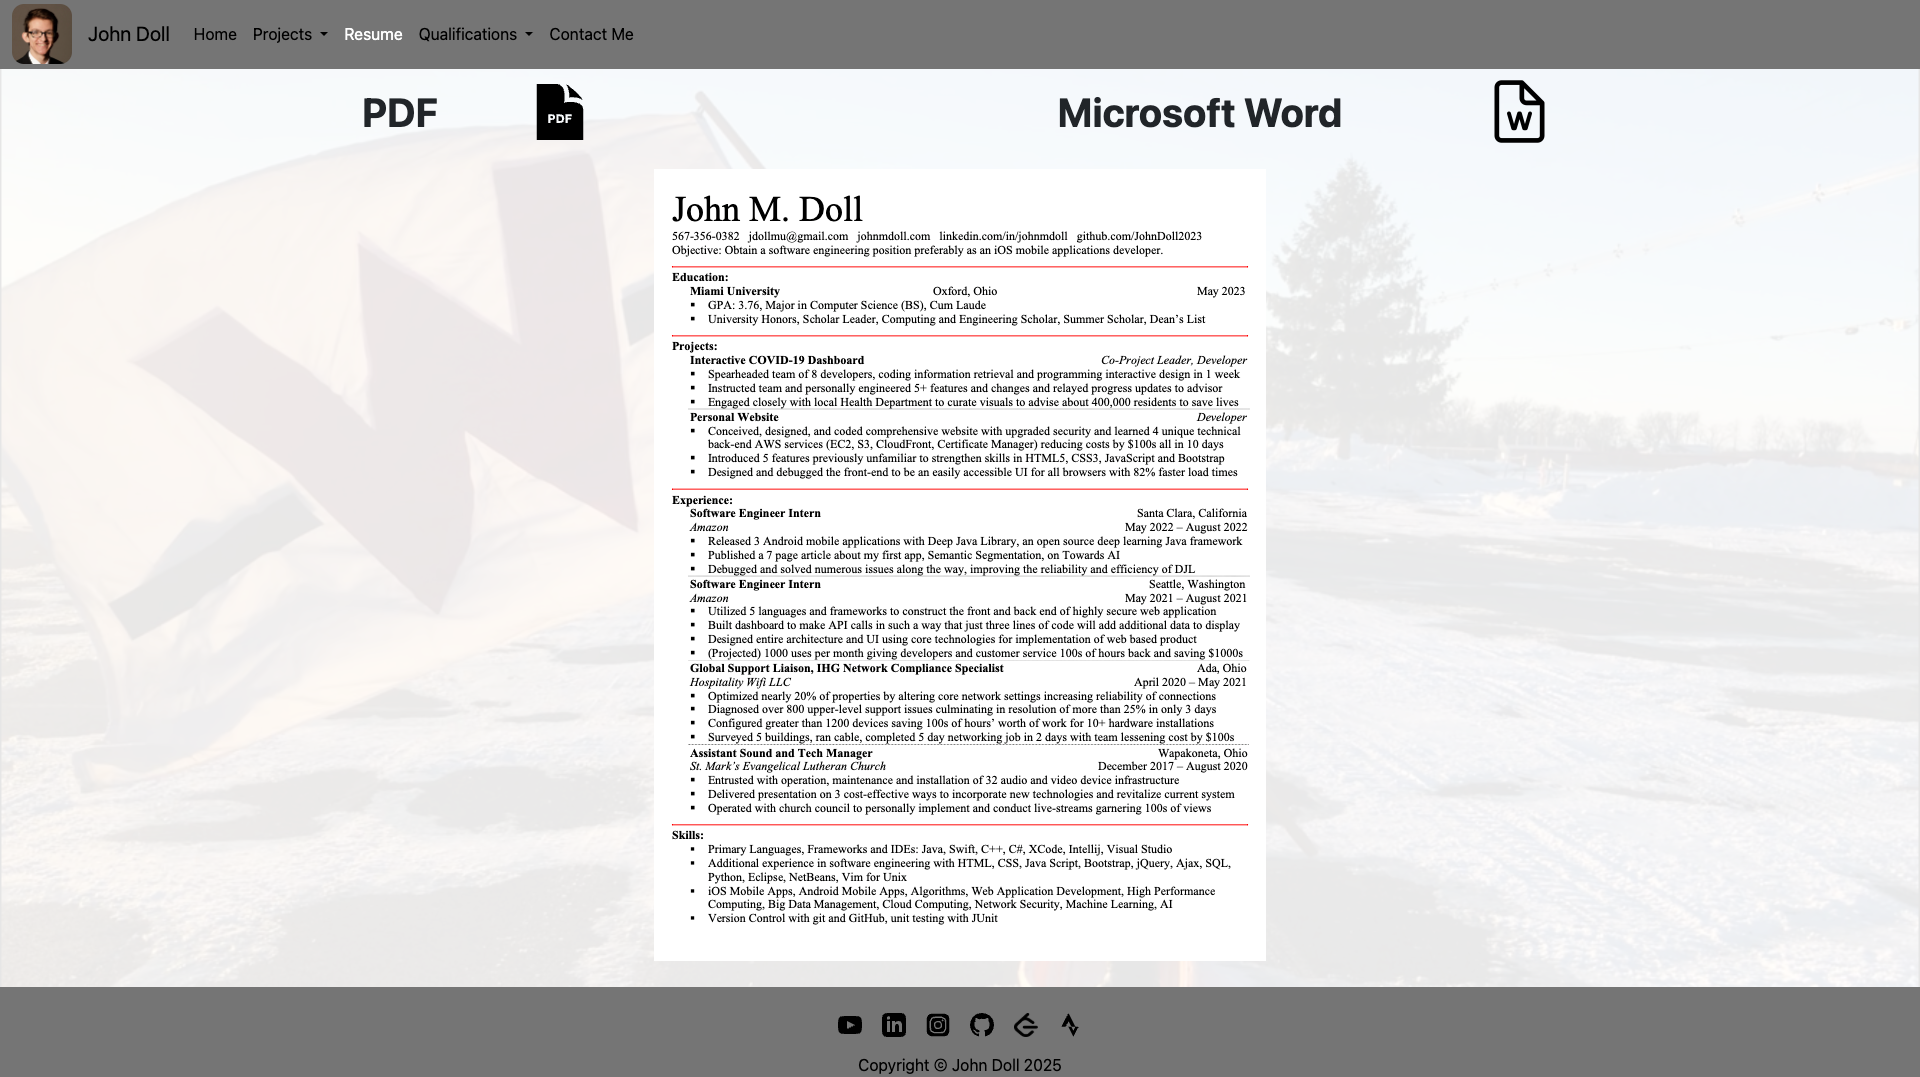 John Doll Home Projects Resume Qualifications Contact Me
PDF PDF Microsoft Word W
John M. Doll
567-356-0382 jdollmu@gmail.com johnmdoll.com linkedin.com/in/johnmdoll github.com/JohnDoll2023
Objective: Obtain a software engineering position preferably as an iOS mobile applications developer.
Education:
Miami University Oxford, Ohio May 2023
▪ GPA: 3.76, Major in Computer Science (BS), Cum Laude
▪ University Honors, Scholar Leader, Computing and Engineering Scholar, Summer Scholar, Dean’s List
Projects:
Interactive COVID-19 Dashboard Co-Project Leader, Developer
▪ Spearheaded team of 8 developers, coding information retrieval and programming interactive design in 1 week
▪ Instructed team and personally engineered 5+ features and changes and relayed progress updates to advisor
▪ Engaged closely with local Health Department to curate visuals to advise about 400,000 residents to save lives
Personal Website Developer
▪ Conceived, designed, and coded comprehensive website with upgraded security and learned 4 unique technical
back-end AWS services (EC2, S3, CloudFront, Certificate Manager) reducing costs by $100s all in 10 days
▪ Introduced 5 features previously unfamiliar to strengthen skills in HTML5, CSS3, JavaScript and Bootstrap
▪ Designed and debugged the front-end to be an easily accessible UI for all browsers with 82% faster load times
Experience:
Software Engineer Intern Santa Clara, California
Amazon May 2022 – August 2022
▪ Released 3 Android mobile applications with Deep Java Library, an open source deep learning Java framework
▪ Published a 7 page article about my first app, Semantic Segmentation, on Towards AI
▪ Debugged and solved numerous issues along the way, improving the reliability and efficiency of DJL
Software Engineer Intern Seattle, Washington
Amazon May 2021 – August 2021
▪ Utilized 5 languages and frameworks to construct the front and back end of highly secure web application
▪ Built dashboard to make API calls in such a way that just three lines of code will add additional data to display
▪ Designed entire architecture and UI using core technologies for implementation of web based product
▪ (Projected) 1000 uses per month giving developers and customer service 100s of hours back and saving $1000s
Global Support Liaison, IHG Network Compliance Specialist Ada, Ohio
Hospitality Wifi LLC April 2020 – May 2021
▪ Optimized nearly 20% of properties by altering core network settings increasing reliability of connections
▪ Diagnosed over 800 upper-level support issues culminating in resolution of more than 25% in only 3 days
▪ Configured greater than 1200 devices saving 100s of hours’ worth of work for 10+ hardware installations
▪ Surveyed 5 buildings, ran cable, completed 5 day networking job in 2 days with team lessening cost by $100s
Assistant Sound and Tech Manager Wapakoneta, Ohio
St. Mark’s Evangelical Lutheran Church December 2017 – August 2020
▪ Entrusted with operation, maintenance and installation of 32 audio and video device infrastructure
▪ Delivered presentation on 3 cost-effective ways to incorporate new technologies and revitalize current system
▪ Operated with church council to personally implement and conduct live-streams garnering 100s of views
Skills:
▪ Primary Languages, Frameworks and IDEs: Java, Swift, C++, C#, XCode, Intellij, Visual Studio
▪ Additional experience in software engineering with HTML, CSS, Java Script, Bootstrap, jQuery, Ajax, SQL,
Python, Eclipse, NetBeans, Vim for Unix
▪ iOS Mobile Apps, Android Mobile Apps, Algorithms, Web Application Development, High Performance
Computing, Big Data Management, Cloud Computing, Network Security, Machine Learning, AI
▪ Version Control with git and GitHub, unit testing with JUnit
Copyright © John Doll 2025